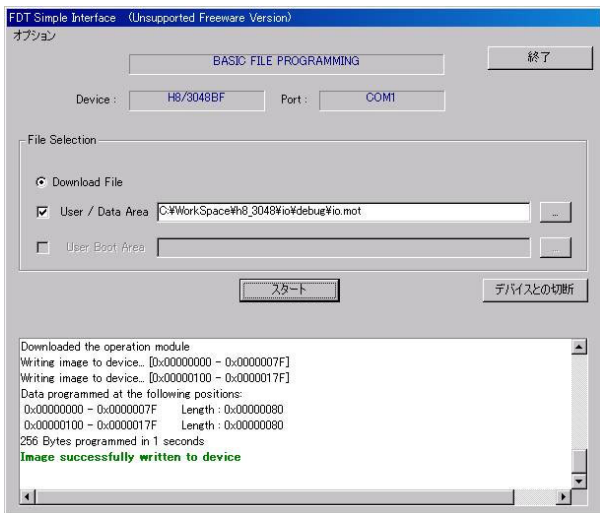 FDT Simple Interface (Unsupported Freeware Version)
オプション
BASIC FILE PROGRAMMING
終了
Device : H8/3048BF Port : COM1
File Selection
Download File
User / Data Area C:¥WorkSpace¥h8_3048¥io¥debug¥io.mot ...
User Boot Area ...
スタート デバイスとの切断
Downloaded the operation module
Writing image to device... [0x00000000 - 0x0000007F]
Writing image to device... [0x00000100 - 0x0000017F]
Data programmed at the following positions:
0x00000000 - 0x0000007F Length : 0x00000080
0x00000100 - 0x0000017F Length : 0x00000080
256 Bytes programmed in 1 seconds
Image successfully written to device